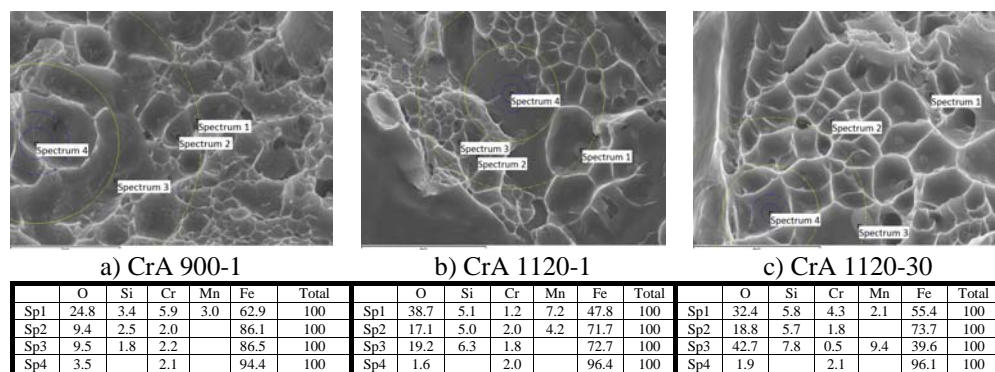 Spectrum 1
Spectrum 2
Spectrum 4
Spectrum 3
Spectrum 4
Spectrum 3
Spectrum 2
Spectrum 1
Spectrum 1
Spectrum 2
Spectrum 4
Spectrum 3
a) CrA 900-1
b) CrA 1120-1
c) CrA 1120-30
O Si Cr Mn Fe Total
Sp1 24.8 3.4 5.9 3.0 62.9 100
Sp2 9.4 2.5 2.0 86.1 100
Sp3 9.5 1.8 2.2 86.5 100
Sp4 3.5 2.1 94.4 100
O Si Cr Mn Fe Total
Sp1 38.7 5.1 1.2 7.2 47.8 100
Sp2 17.1 5.0 2.0 4.2 71.7 100
Sp3 19.2 6.3 1.8 72.7 100
Sp4 1.6 2.0 96.4 100
O Si Cr Mn Fe Total
Sp1 32.4 5.8 4.3 2.1 55.4 100
Sp2 18.8 5.7 1.8 73.7 100
Sp3 42.7 7.8 0.5 9.4 39.6 100
Sp4 1.9 2.1 96.1 100